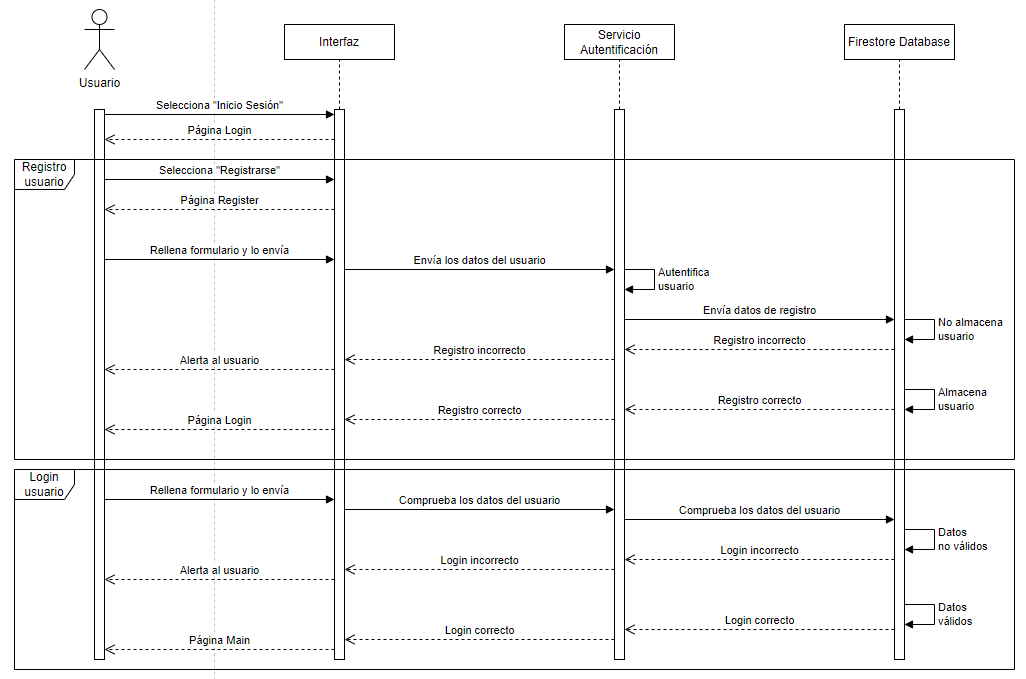 Usuario
Interfaz
Servicio
Autentificación
Firestore Database
Selecciona "Inicio Sesión"
Página Login
Registro
usuario
Selecciona "Registrarse"
Página Register
Rellena formulario y lo envía
Envía los datos del usuario
Autentifica
usuario
Envía datos de registro
No almacena
usuario
Registro incorrecto
Registro incorrecto
Alerta al usuario
Almacena
usuario
Registro correcto
Registro correcto
Página Login
Login
usuario
Rellena formulario y lo envía
Comprueba los datos del usuario
Comprueba los datos del usuario
Datos
no válidos
Login incorrecto
Login incorrecto
Alerta al usuario
Datos
válidos
Login correcto
Login correcto
Página Main